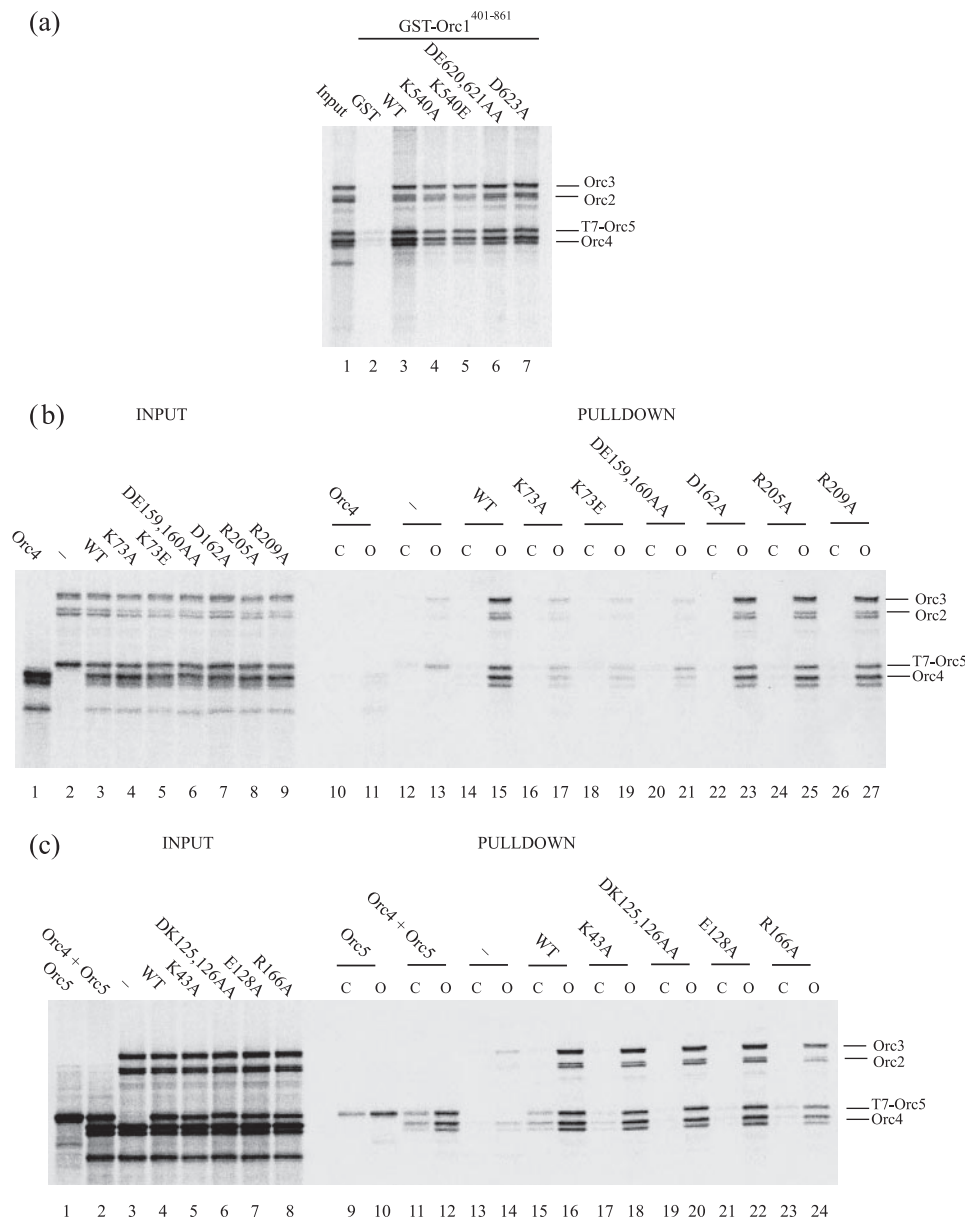 (a)
GST-Orc1401-861
Input
GST
WT
K540A
K540E
DE620,621AA
D623A
Orc3
Orc2
T7-Orc5
Orc4
1 2 3 4 5 6 7
(b)
INPUT
PULLDOWN
Orc4
\
WT
K73A
K73E
DE159,160AA
D162A
R205A
R209A
Orc4
\
WT
K73A
K73E
DE159,160AA
D162A
R205A
R209A
C O C O C O C O C O C O C O C O C O
Orc3
Orc2
T7-Orc5
Orc4
1 2 3 4 5 6 7 8 9 10 11 12 13 14 15 16 17 18 19 20 21 22 23 24 25 26 27
(c)
INPUT
PULLDOWN
Orc5
Orc4 + Orc5
\
WT
K43A
DK125,126AA
E128A
R166A
Orc5
Orc4 + Orc5
\
WT
K43A
DK125,126AA
E128A
R166A
C O C O C O C O C O C O C O C O
Orc3
Orc2
T7-Orc5
Orc4
1 2 3 4 5 6 7 8 9 10 11 12 13 14 15 16 17 18 19 20 21 22 23 24